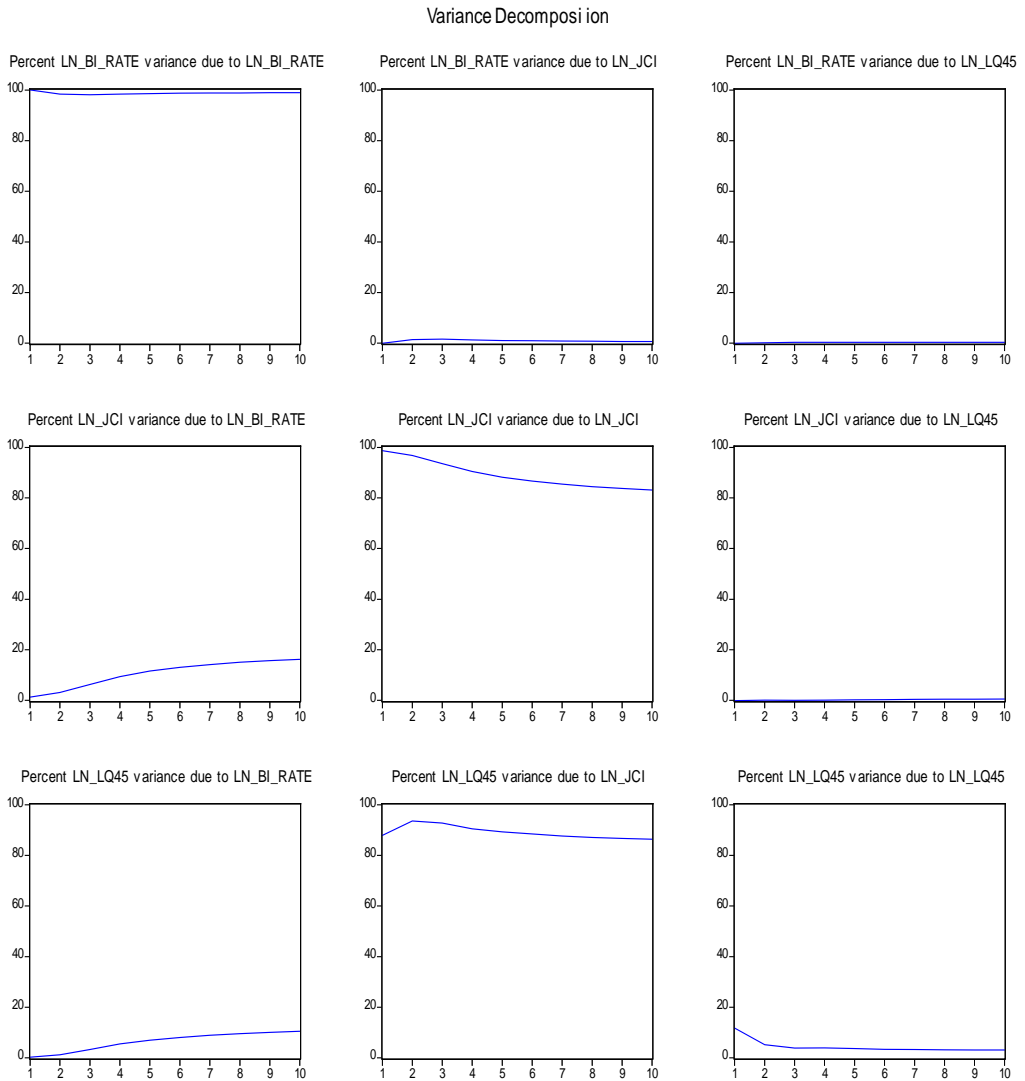 Variance Decomposi ion
Percent LN_BI_RATE variance due to LN_BI_RATE
Percent LN_BI_RATE variance due to LN_JCI
Percent LN_BI_RATE variance due to LN_LQ45
100
80
60
40
20
0
1 2 3 4 5 6 7 8 9 10
100
80
60
40
20
0
1 2 3 4 5 6 7 8 9 10
100
80
60
40
20
0
1 2 3 4 5 6 7 8 9 10
Percent LN_JCI variance due to LN_BI_RATE
Percent LN_JCI variance due to LN_JCI
Percent LN_JCI variance due to LN_LQ45
100
80
60
40
20
0
1 2 3 4 5 6 7 8 9 10
100
80
60
40
20
0
1 2 3 4 5 6 7 8 9 10
100
80
60
40
20
0
1 2 3 4 5 6 7 8 9 10
Percent LN_LQ45 variance due to LN_BI_RATE
Percent LN_LQ45 variance due to LN_JCI
Percent LN_LQ45 variance due to LN_LQ45
100
80
60
40
20
0
1 2 3 4 5 6 7 8 9 10
100
80
60
40
20
0
1 2 3 4 5 6 7 8 9 10
100
80
60
40
20
0
1 2 3 4 5 6 7 8 9 10